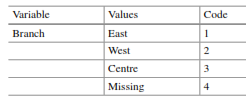 Variable Values Code
Branch East 1
West 2
Centre 3
Missing 4